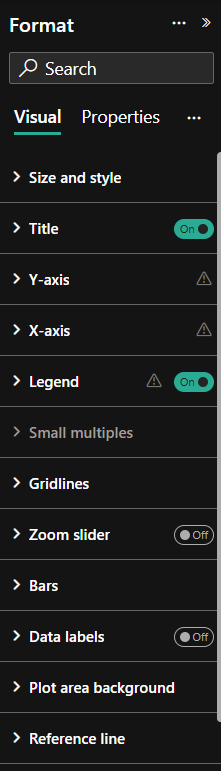 Format
Search
Visual Properties
Size and style
Title On
Y-axis
X-axis
Legend On
Small multiples
Gridlines
Zoom slider Off
Bars
Data labels Off
Plot area background
Reference line